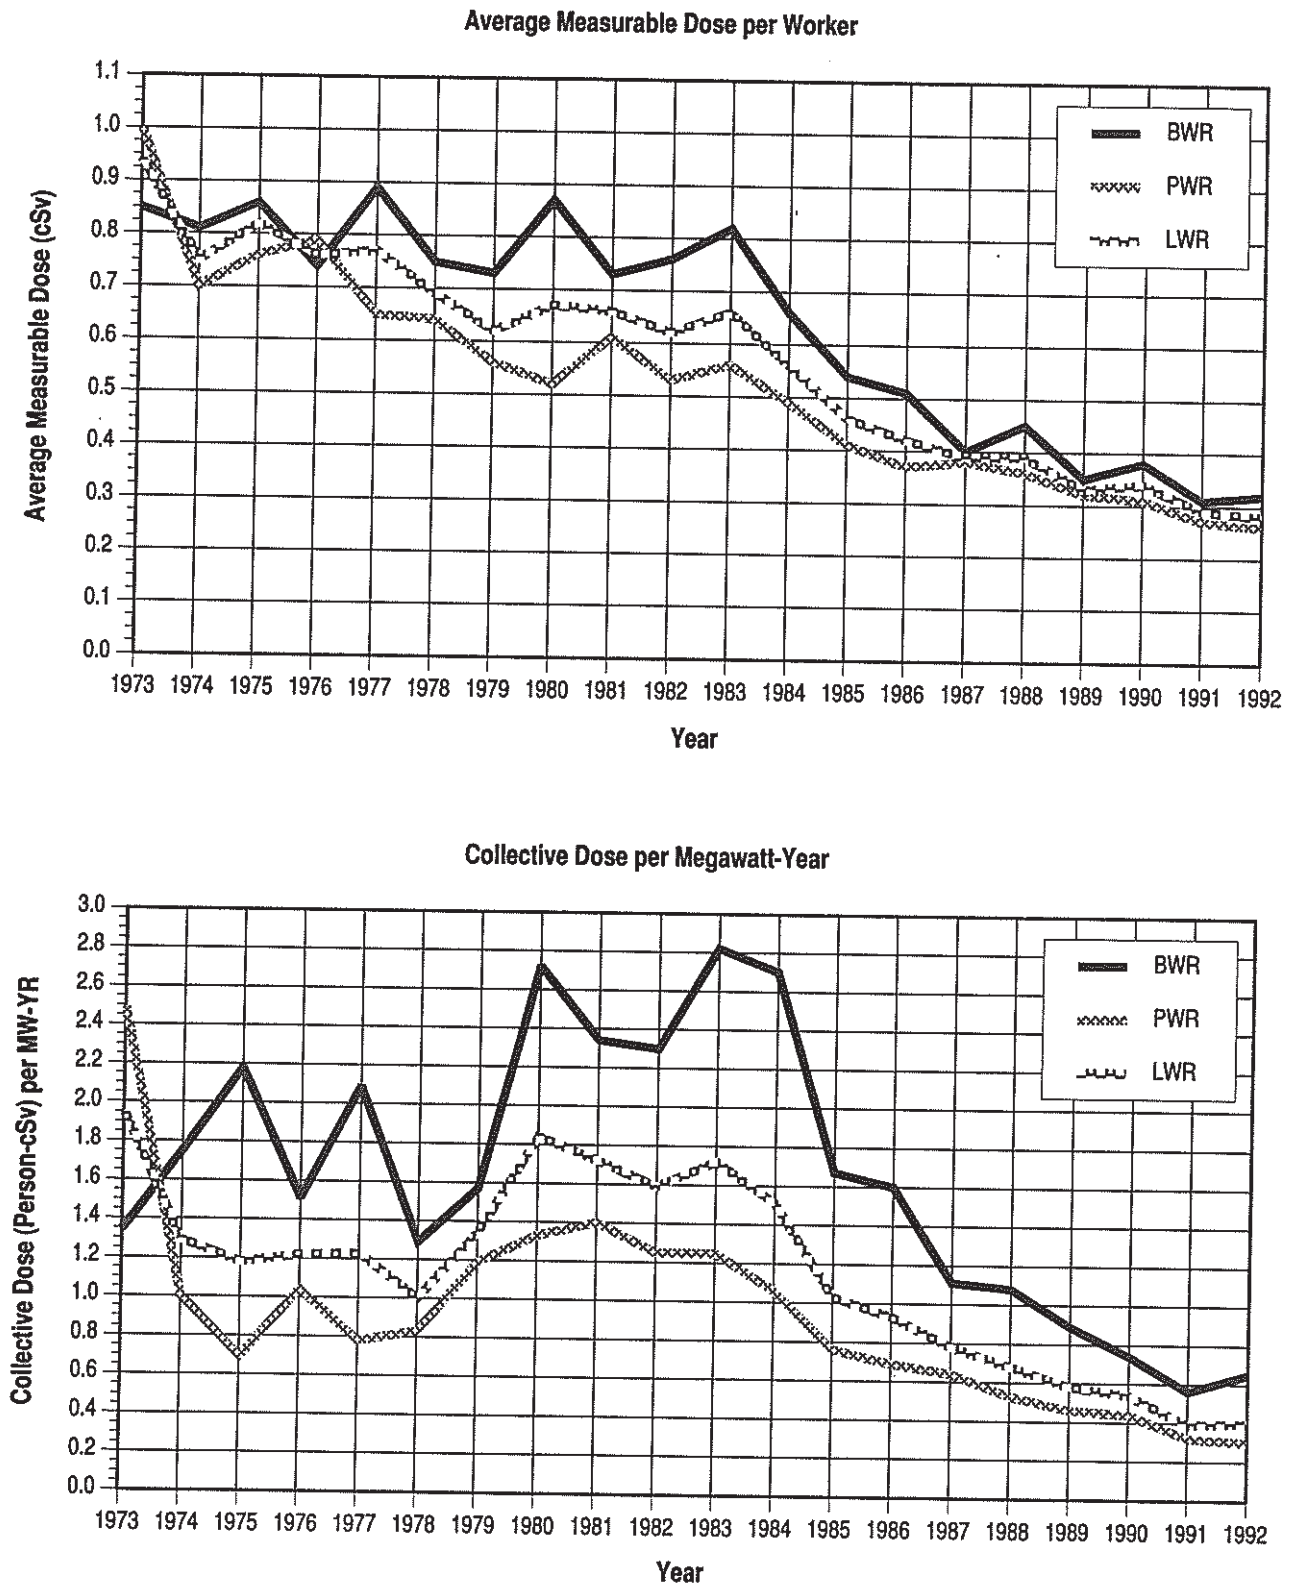 Average Measurable Dose per Worker
Average Measurable Dose (cSv)
1.1
1.0
0.9
0.8
0.7
0.6
0.5
0.4
0.3
0.2
0.1
0.0
BWR
PWR
LWR
1973 1974 1975 1976 1977 1978 1979 1980 1981 1982 1983 1984 1985 1986 1987 1988 1989 1990 1991 1992
Year
Collective Dose per Megawatt-Year
Collective Dose (Person-cSv) per MW-YR
3.0
2.8
2.6
2.4
2.2
2.0
1.8
1.6
1.4
1.2
1.0
0.8
0.6
0.4
0.2
0.0
BWR
PWR
LWR
1973 1974 1975 1976 1977 1978 1979 1980 1981 1982 1983 1984 1985 1986 1987 1988 1989 1990 1991 1992
Year